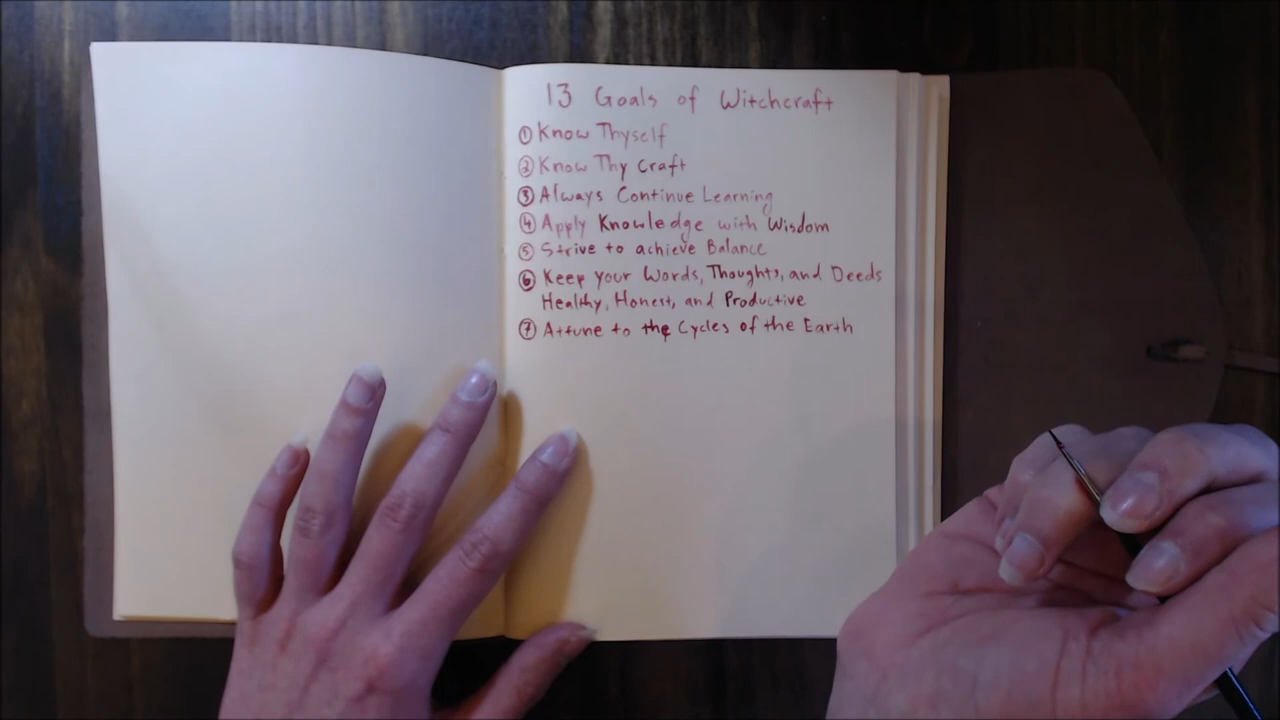 13 Goals of Witchcraft
① Know Thyself
② Know Thy Craft
③ Always Continue Learning
④ Apply Knowledge with Wisdom
⑤ Strive to achieve Balance
⑥ Keep your Words, Thoughts, and Deeds
Healthy, Honest, and Productive
⑦ Attune to the Cycles of the Earth